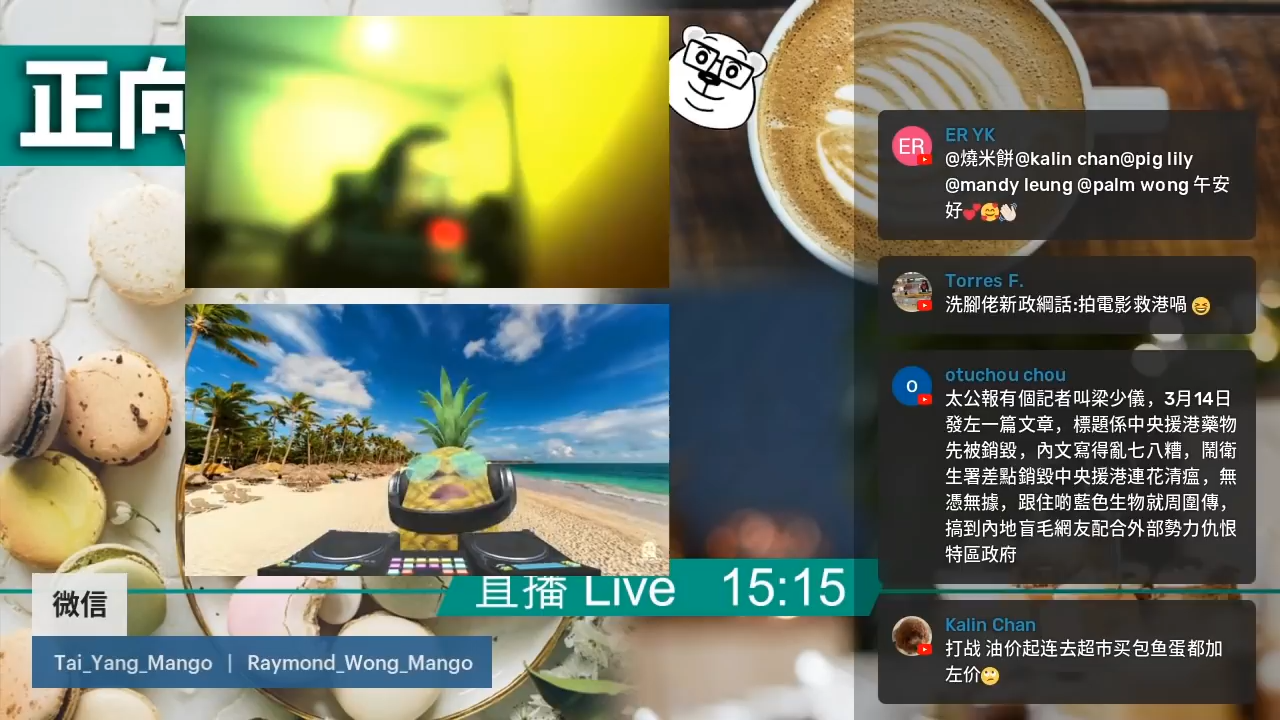 正向
ER
ER YK
@燒米餅@kalin chan@pig lily
@mandy leung @palm wong 午安
好💕🥰👋🏻
Torres F.
洗腳佬新政綱話:拍電影救港喎 😆
o
otuchou chou
太公報有個記者叫梁少儀，3月14日
發左一篇文章，標題係中央援港藥物
先被銷毀，內文寫得亂七八糟，鬧衛
生署差點銷毀中央援港連花清瘟，無
憑無據，跟住啲藍色生物就周圍傳，
搞到內地盲毛網友配合外部勢力仇恨
特區政府
Kalin Chan
打战 油价起连去超市买包鱼蛋都加
左价🙄
直播 Live 15:15
微信
Tai_Yang_Mango | Raymond_Wong_Mango